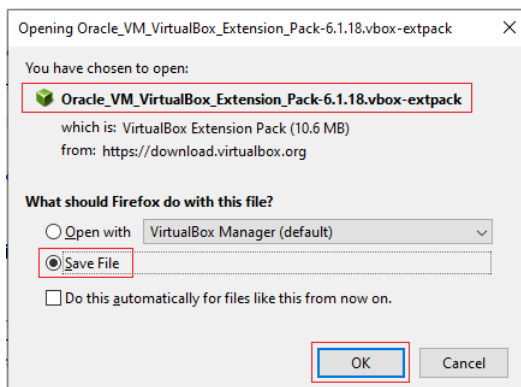 Opening Oracle_VM_VirtualBox_Extension_Pack-6.1.18.vbox-extpack
You have chosen to open:
Oracle_VM_VirtualBox_Extension_Pack-6.1.18.vbox-extpack
which is: VirtualBox Extension Pack (10.6 MB)
from: https://download.virtualbox.org
What should Firefox do with this file?
Open with VirtualBox Manager (default)
Save File
Do this automatically for files like this from now on.
OK Cancel